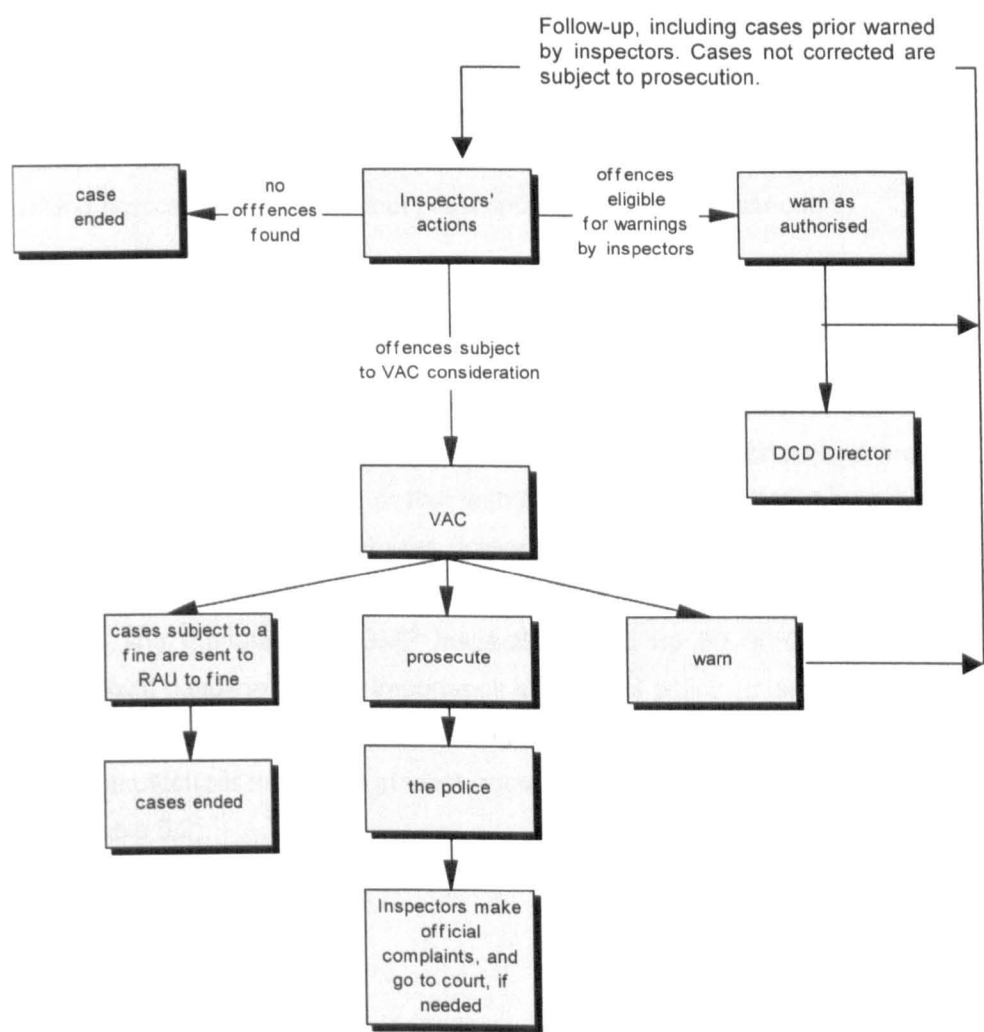 Follow-up, including cases prior warned
by inspectors. Cases not corrected are
subject to prosecution.
case
ended
no
offfences
found
Inspectors'
actions
offences
eligible
for warnings
by inspectors
warn as
authorised
offences subject
to VAC consideration
DCD Director
VAC
cases subject to a
fine are sent to
RAU to fine
prosecute
warn
cases ended
the police
Inspectors make
official
complaints, and
go to court, if
needed